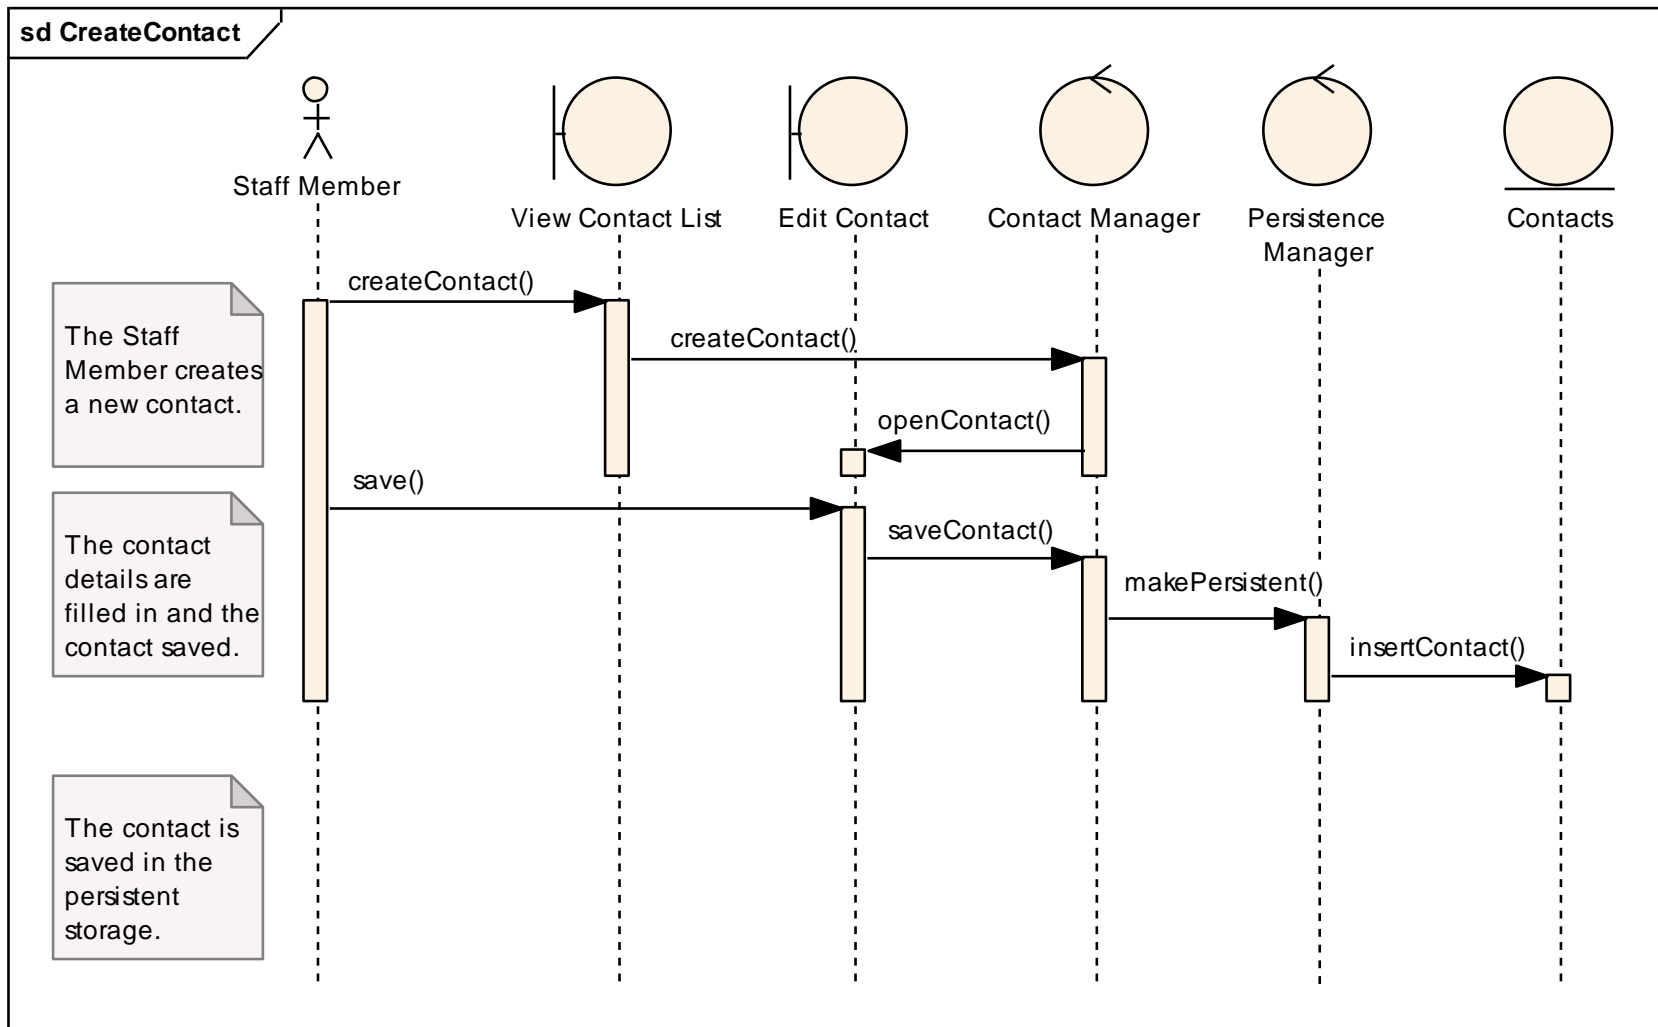 sd CreateContact
Staff Member
View Contact List
Edit Contact
Contact Manager
Persistence
Manager
Contacts
createContact()
The Staff
Member creates
a new contact.
createContact()
openContact()
save()
saveContact()
The contact
details are
filled in and the
contact saved.
makePersistent()
insertContact()
The contact is
saved in the
persistent
storage.